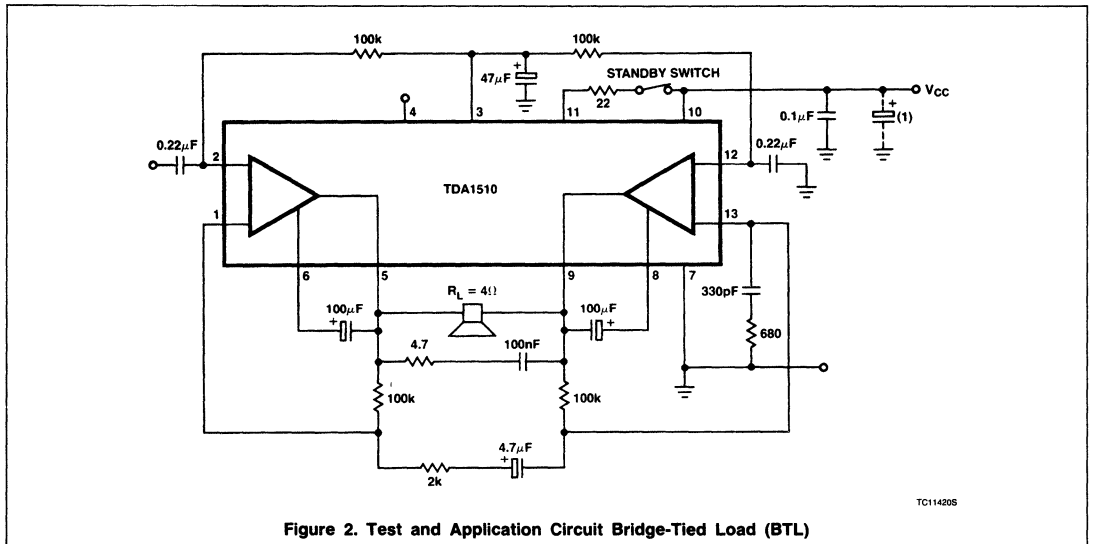 100k
100k
47µF
+
STANDBY SWITCH
22
VCC
0.1µF
+
(1)
4
3
11
10
0.22µF
2
12
0.22µF
TDA1510
1
13
6
5
9
8
7
RL = 4Ω
330pF
100µF
+
100µF
+
680
4.7
100nF
100k
100k
4.7µF
+
2k
TC11420S
Figure 2. Test and Application Circuit Bridge-Tied Load (BTL)